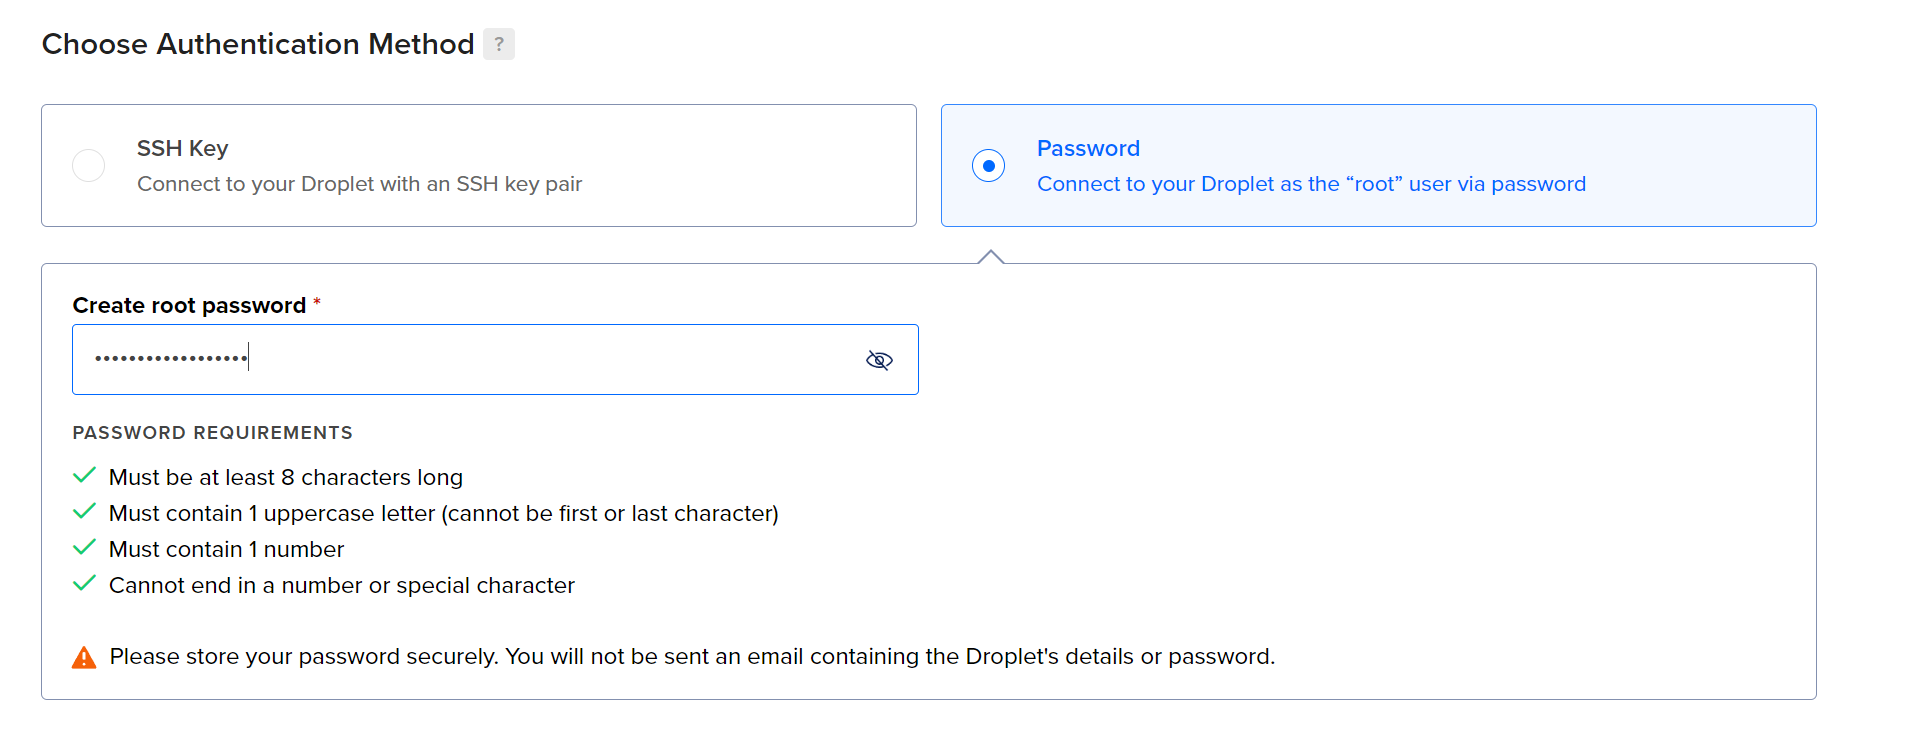 Choose Authentication Method ?
SSH Key
Connect to your Droplet with an SSH key pair
Password
Connect to your Droplet as the “root” user via password
Create root password *
••••••••••••••••••
PASSWORD REQUIREMENTS
Must be at least 8 characters long
Must contain 1 uppercase letter (cannot be first or last character)
Must contain 1 number
Cannot end in a number or special character
Please store your password securely. You will not be sent an email containing the Droplet's details or password.